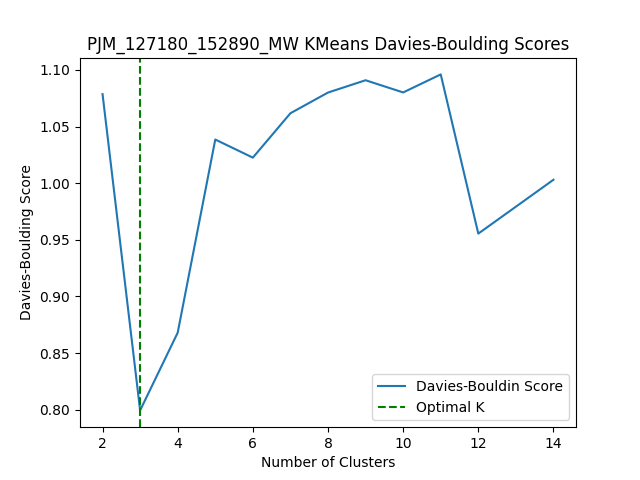 PJM_127180_152890_MW KMeans Davies-Boulding Scores
1.10
1.05
1.00
0.95
0.90
0.85
0.80
Davies-Boulding Score
Davies-Bouldin Score
Optimal K
2 4 6 8 10 12 14
Number of Clusters